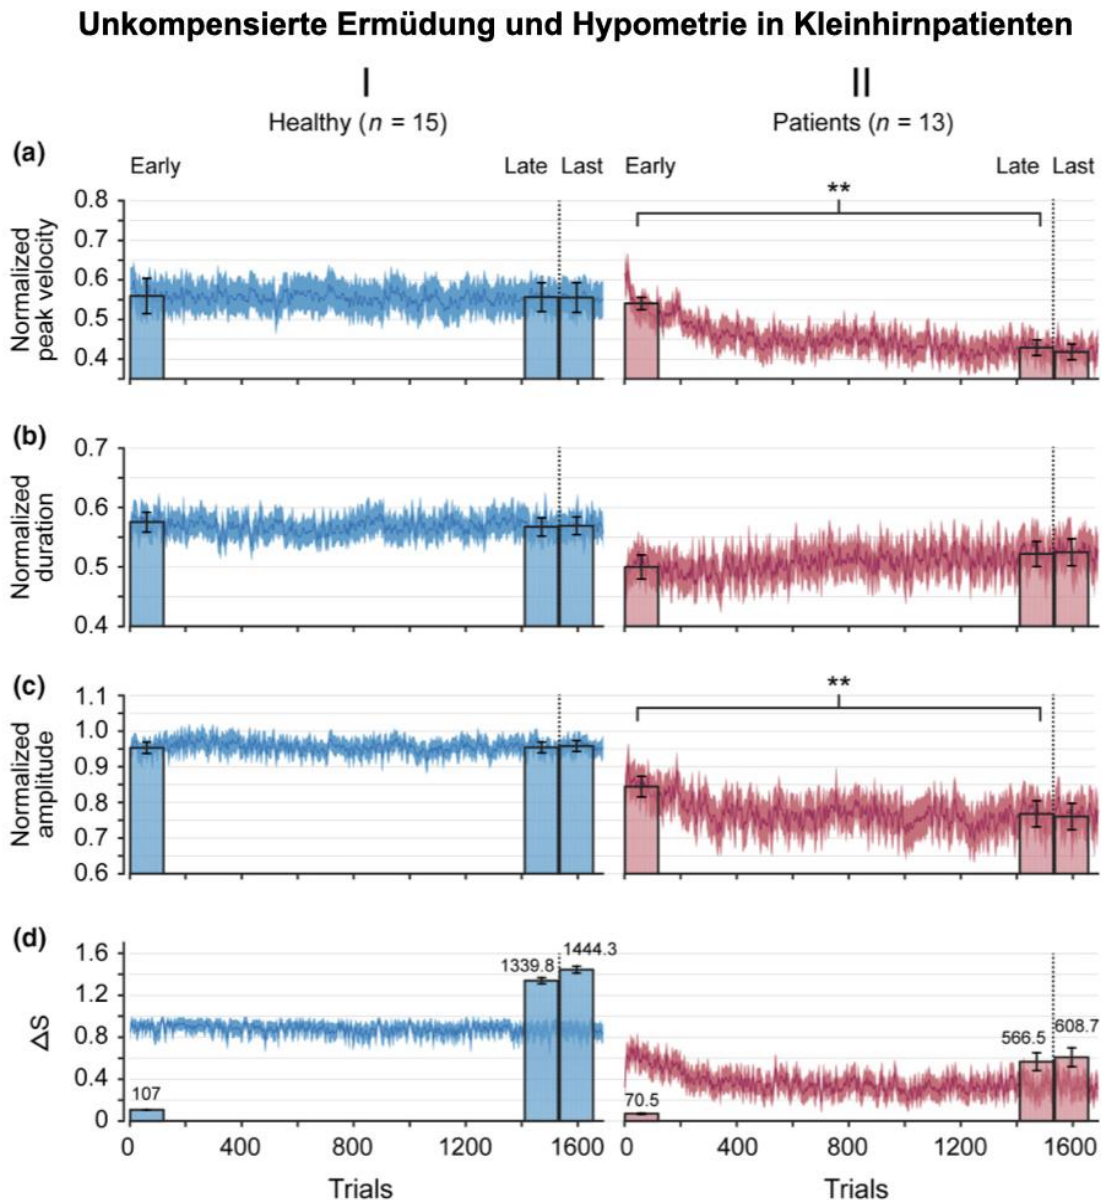 Unkompensierte Ermüdung und Hypometrie in Kleinhirnpatienten
I
II
Healthy (n = 15)
Patients (n = 13)
(a)
Early
Late
Last
Early
Late
Last
**
Normalized
peak velocity
0.8
0.7
0.6
0.5
0.4
(b)
Normalized
duration
0.7
0.6
0.5
0.4
(c)
**
Normalized
amplitude
1.1
1.0
0.9
0.8
0.7
0.6
(d)
ΔS
1.6
1.2
0.8
0.4
0
107
1339.8
1444.3
70.5
566.5
608.7
0 400 800 1200 1600
0 400 800 1200 1600
Trials
Trials